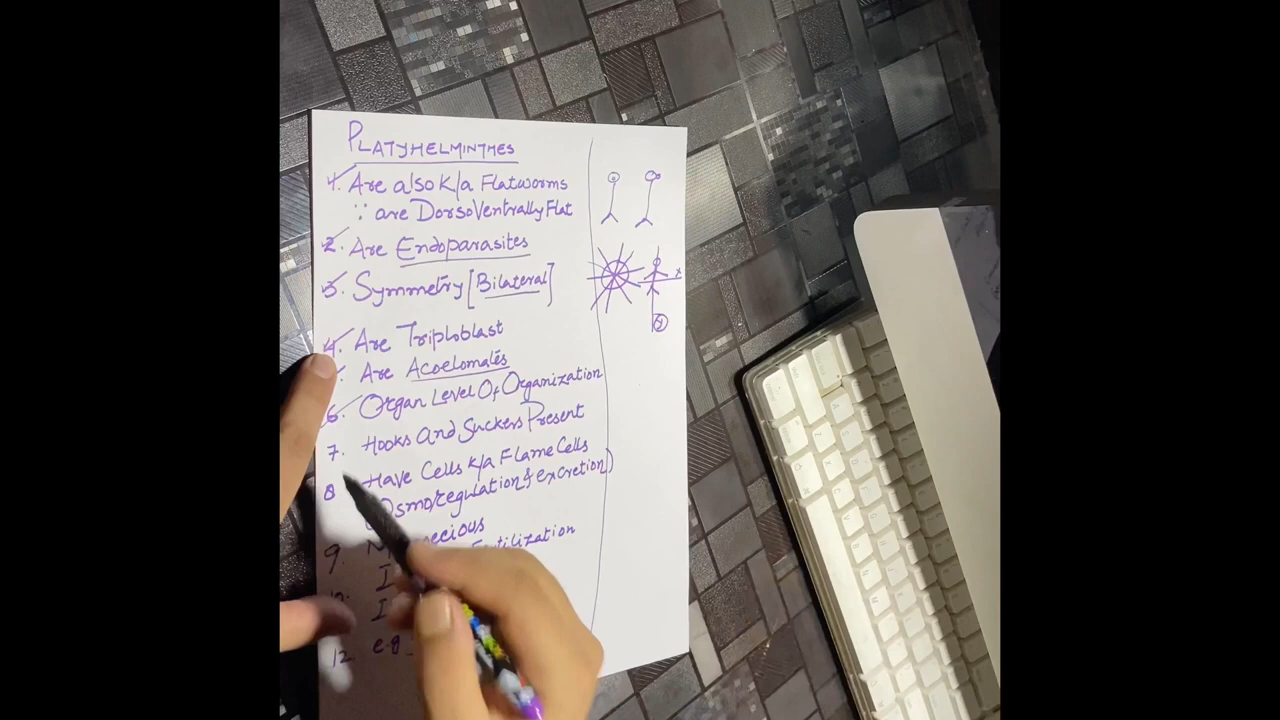 PLATYHELMINTHES
1. Are also K/a Flatworms
∵ are DorsoVentrally Flat
2. Are Endoparasites
3. Symmetry [Bilateral]
4. Are Triploblast
Are Acoelomates
6. Organ Level Of Organization
7. Hooks And Suckers Present
8 Have Cells K/a Flame Cells
Osmoregulation & excretion)
9.
Fertilization
I
I
12. e.g
x
y